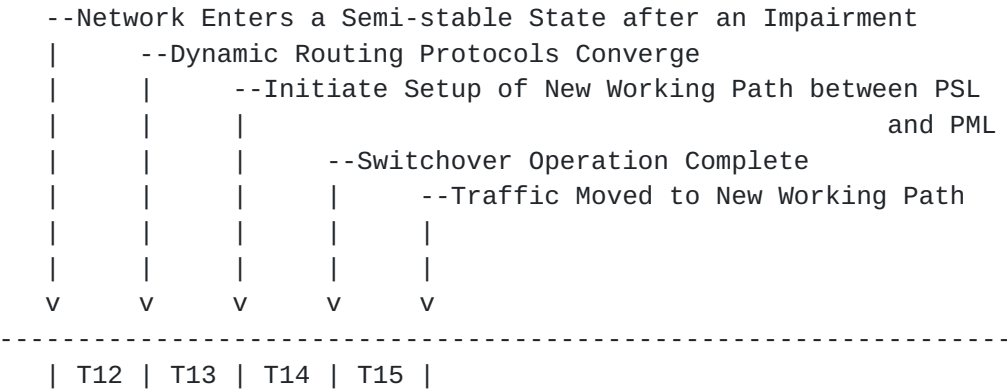 --Network Enters a Semi-stable State after an Impairment
|     --Dynamic Routing Protocols Converge
|     |     --Initiate Setup of New Working Path between PSL
|     |     |                                         and PML
|     |     |     --Switchover Operation Complete
|     |     |     |     --Traffic Moved to New Working Path
|     |     |     |     |
|     |     |     |     |
v     v     v     v     v
-----------------------------------------------------------------
| T12 | T13 | T14 | T15 |